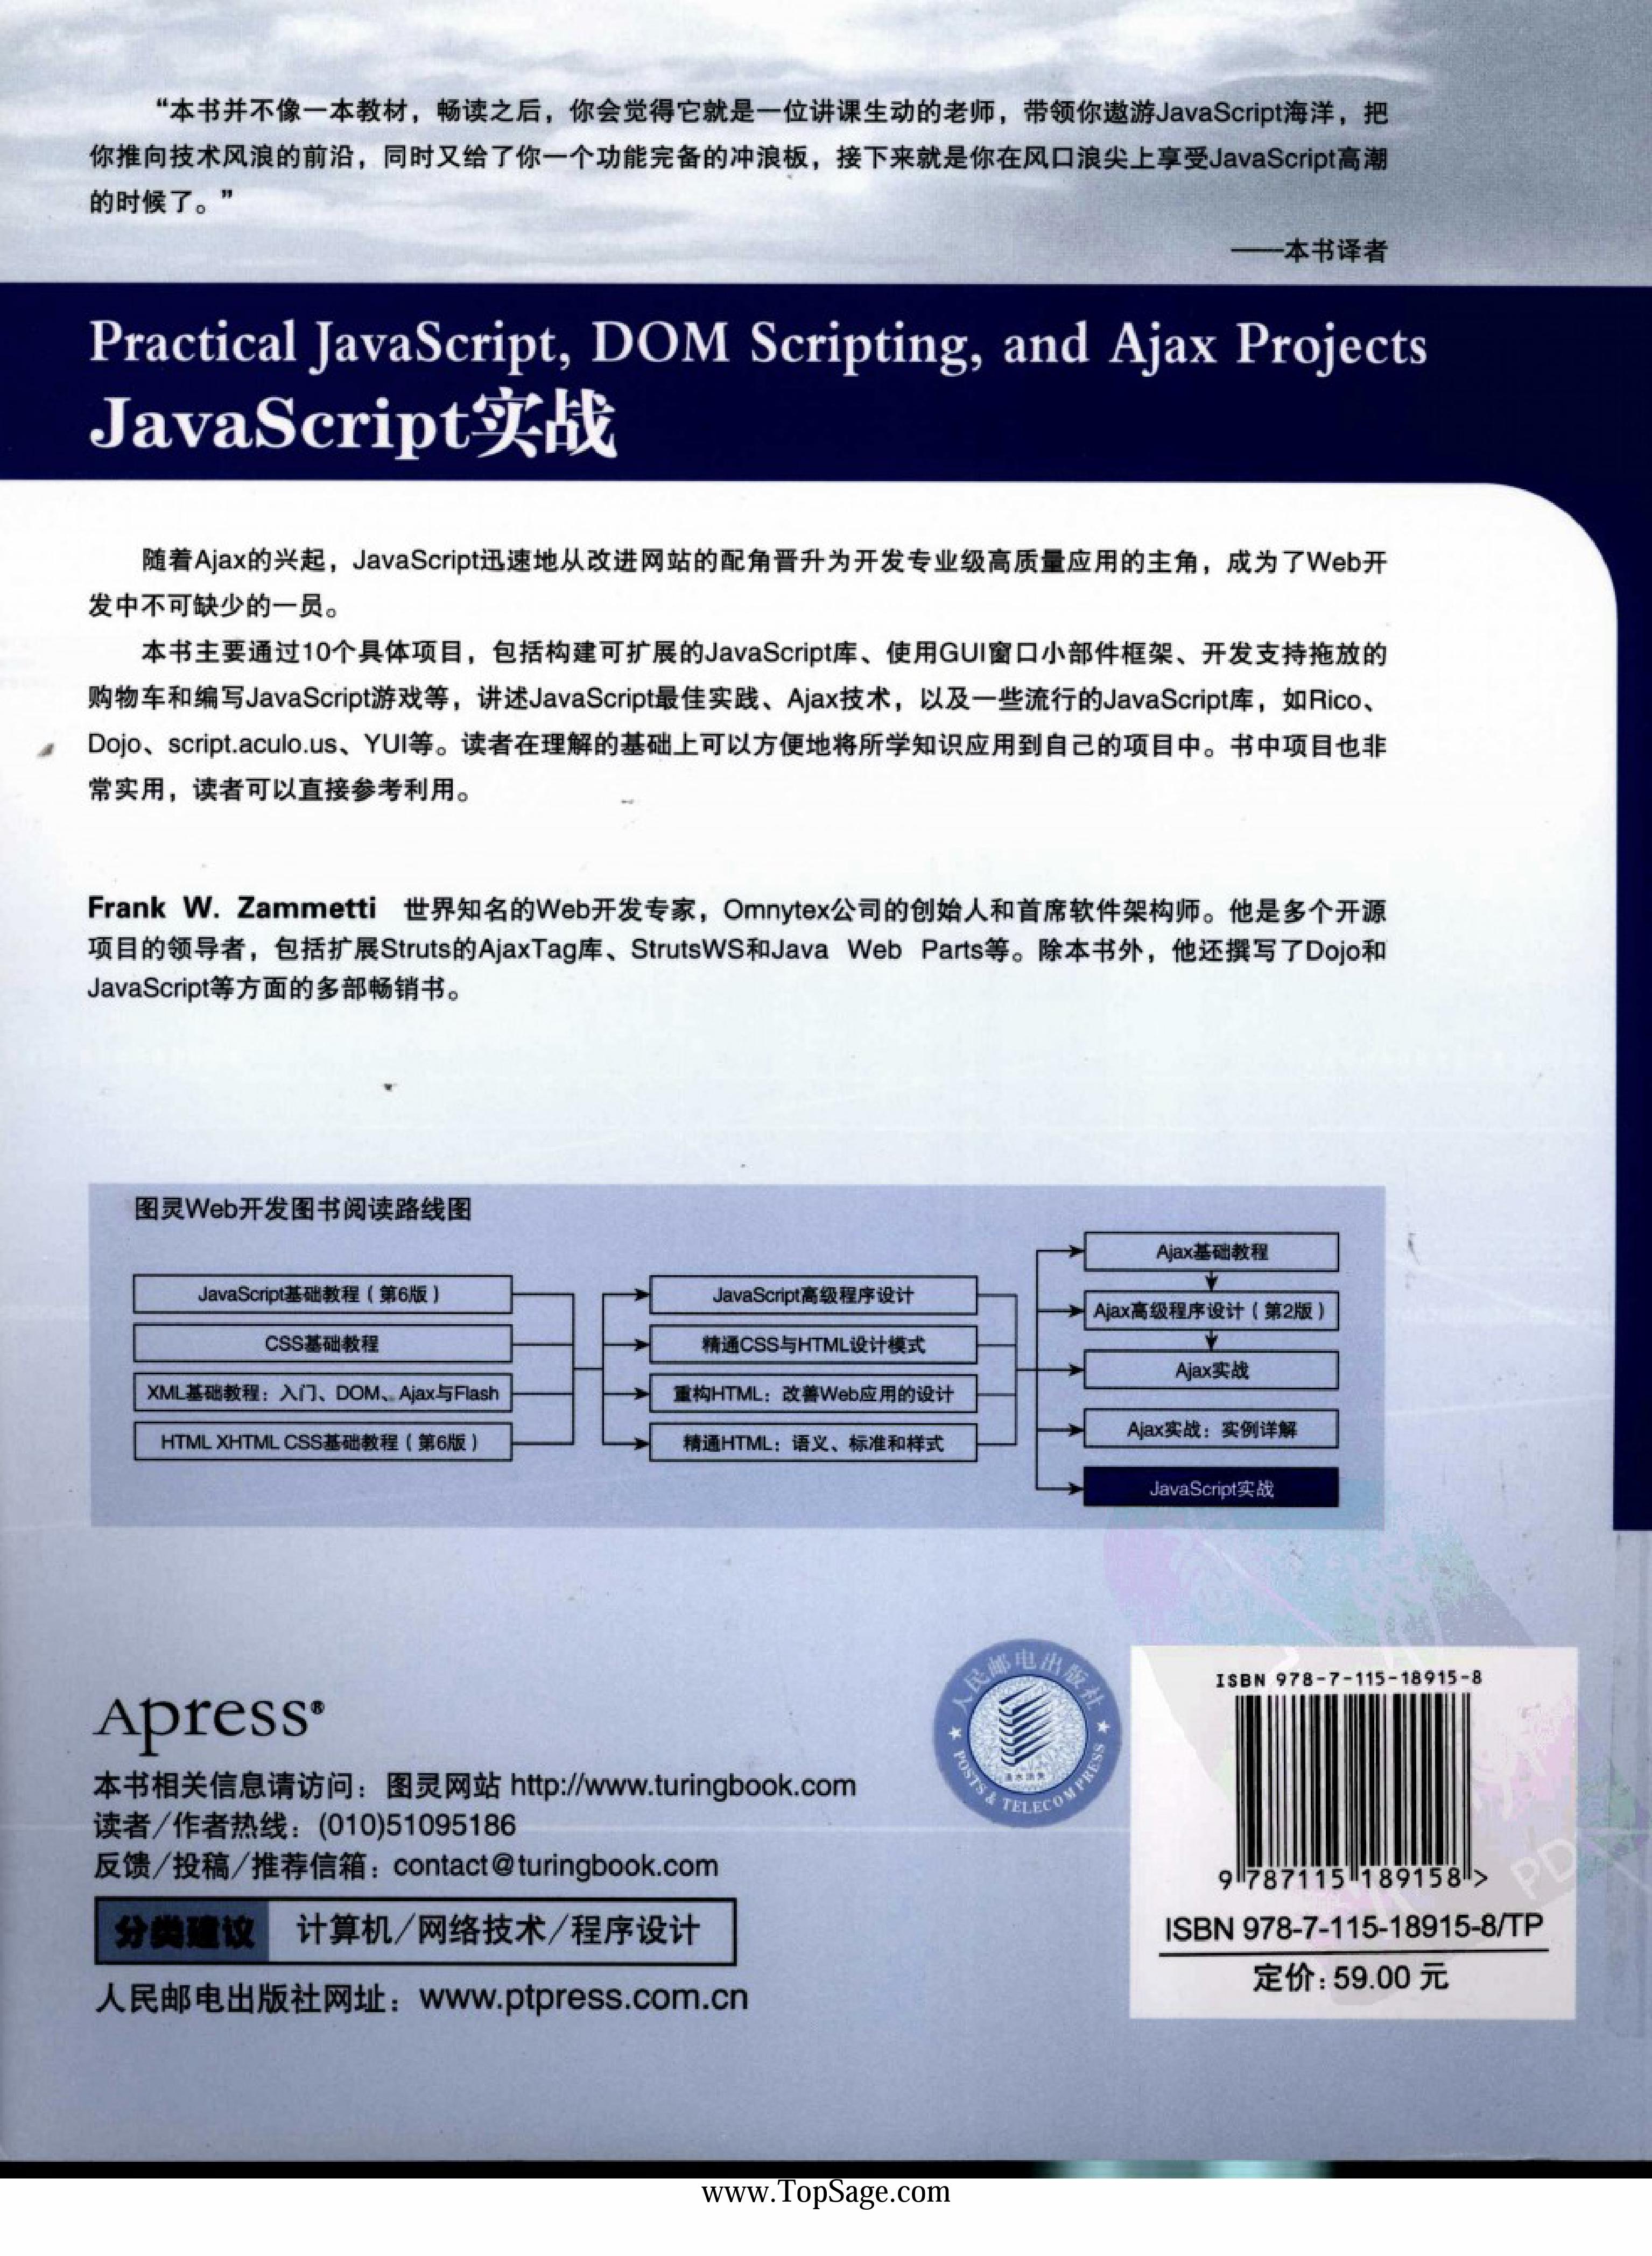 “本书并不像一本教材，畅读之后，你会觉得它就是一位讲课生动的老师，带领你遨游JavaScript海洋，把
你推向技术风浪的前沿，同时又给了你一个功能完备的冲浪板，接下来就是你在风口浪尖上享受JavaScript高潮
的时候了。”
——本书译者
Practical JavaScript, DOM Scripting, and Ajax Projects
JavaScript实战
随着Ajax的兴起，JavaScript迅速地从改进网站的配角晋升为开发专业级高质量应用的主角，成为了Web开
发中不可缺少的一员。
本书主要通过10个具体项目，包括构建可扩展的JavaScript库、使用GUI窗口小部件框架、开发支持拖放的
购物车和编写JavaScript游戏等，讲述JavaScript最佳实践、Ajax技术，以及一些流行的JavaScript库，如Rico、
Dojo、script.aculo.us、YUI等。读者在理解的基础上可以方便地将所学知识应用到自己的项目中。书中项目也非
常实用，读者可以直接参考利用。
Frank W. Zammetti 世界知名的Web开发专家，Omnytex公司的创始人和首席软件架构师。他是多个开源
项目的领导者，包括扩展Struts的AjaxTag库、StrutsWS和Java Web Parts等。除本书外，他还撰写了Dojo和
JavaScript等方面的多部畅销书。
图灵Web开发图书阅读路线图
JavaScript基础教程（第6版）
CSS基础教程
XML基础教程：入门、DOM、Ajax与Flash
HTML XHTML CSS基础教程（第6版）
JavaScript高级程序设计
精通CSS与HTML设计模式
重构HTML：改善Web应用的设计
精通HTML：语义、标准和样式
Ajax基础教程
Ajax高级程序设计（第2版）
Ajax实战
Ajax实战：实例详解
JavaScript实战
Apress®
本书相关信息请访问：图灵网站 http://www.turingbook.com
读者/作者热线：(010)51095186
反馈/投稿/推荐信箱：contact@turingbook.com
分类建议 计算机/网络技术/程序设计
人民邮电出版社网址：www.ptpress.com.cn
人民邮电出版社
POSTS & TELECOM PRESS
ISBN 978-7-115-18915-8
9 787115 189158 >
ISBN 978-7-115-18915-8/TP
定价：59.00 元
PD
www.TopSage.com